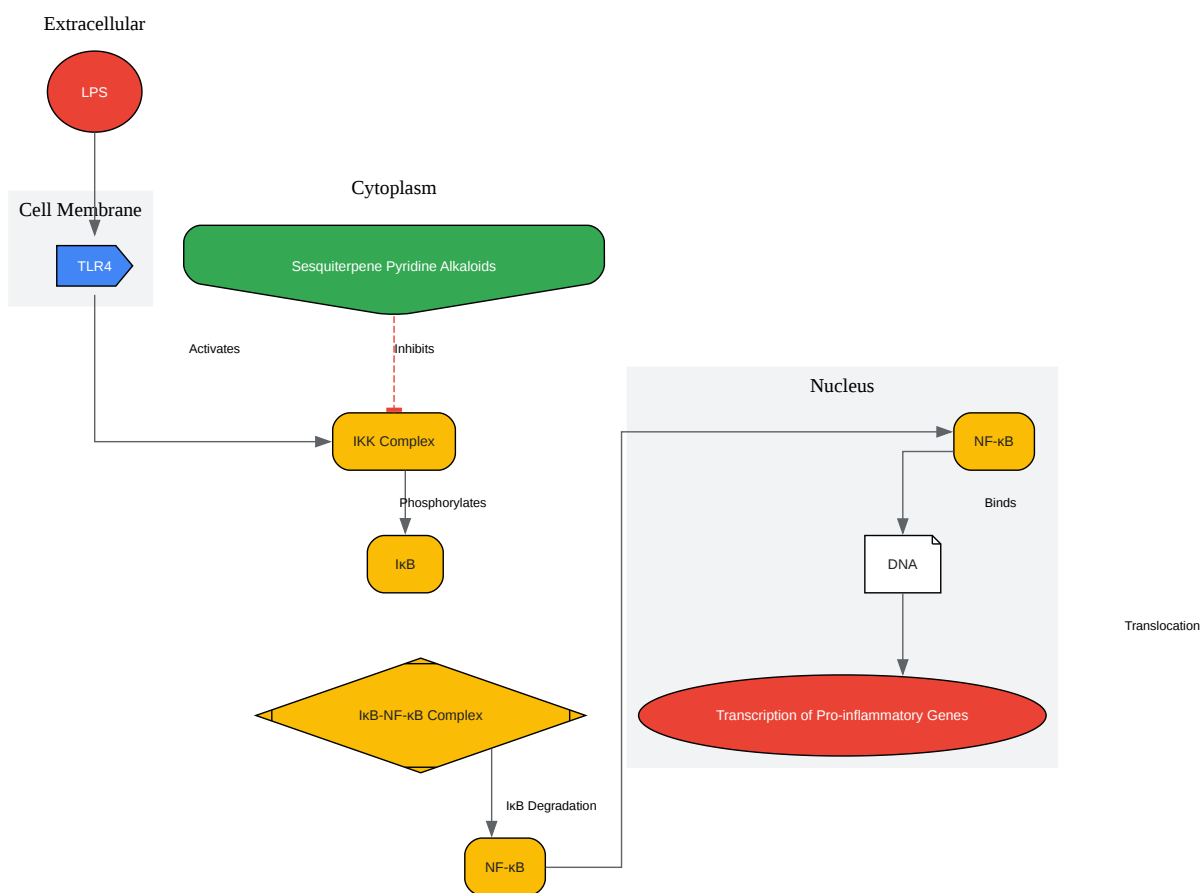 Extracellular
LPS
Cell Membrane
TLR4
Cytoplasm
Sesquiterpene Pyridine Alkaloids
Activates
Inhibits
IKK Complex
Phosphorylates
IκB
IκB-NF-κB Complex
IκB Degradation
NF-κB
Nucleus
NF-κB
Binds
DNA
Translocation
Transcription of Pro-inflammatory Genes